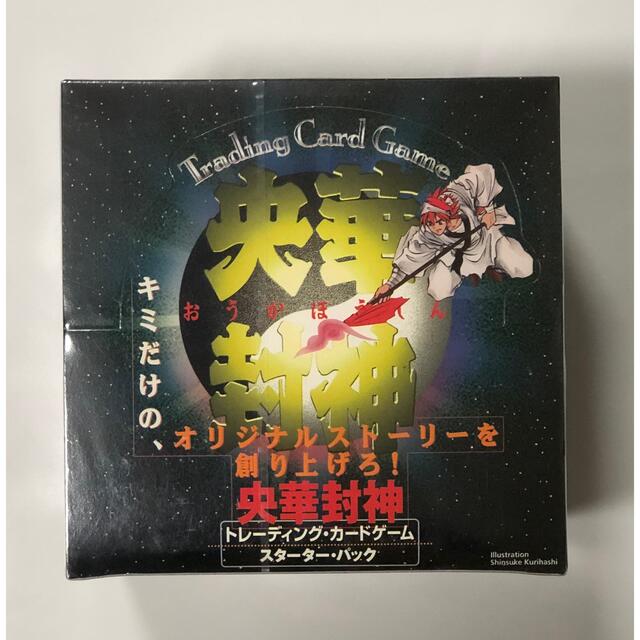 Trading Card Game
央華
おうかほうしん
封神
キミだけの、
オリジナルストーリーを
創り上げろ!
央華封神
トレーディング・カードゲーム
スターター・パック
Illustration
Shinsuke Kurihashi